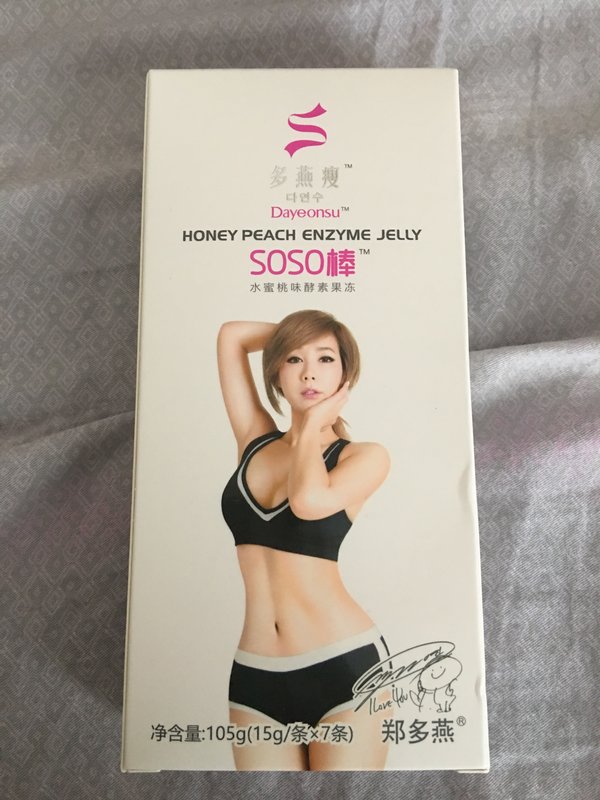 多燕瘦™
다연수
Dayeonsu™
HONEY PEACH ENZYME JELLY
SOSO棒™
水蜜桃味酵素果冻
I Love You
净含量:105g(15g/条×7条)
郑多燕®